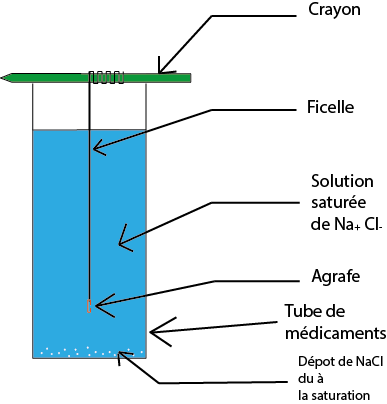 Crayon
Ficelle
Solution
saturée
de Na+ Cl-
Agrafe
Tube de
médicaments
Dépot de NaCl
du à
la saturation